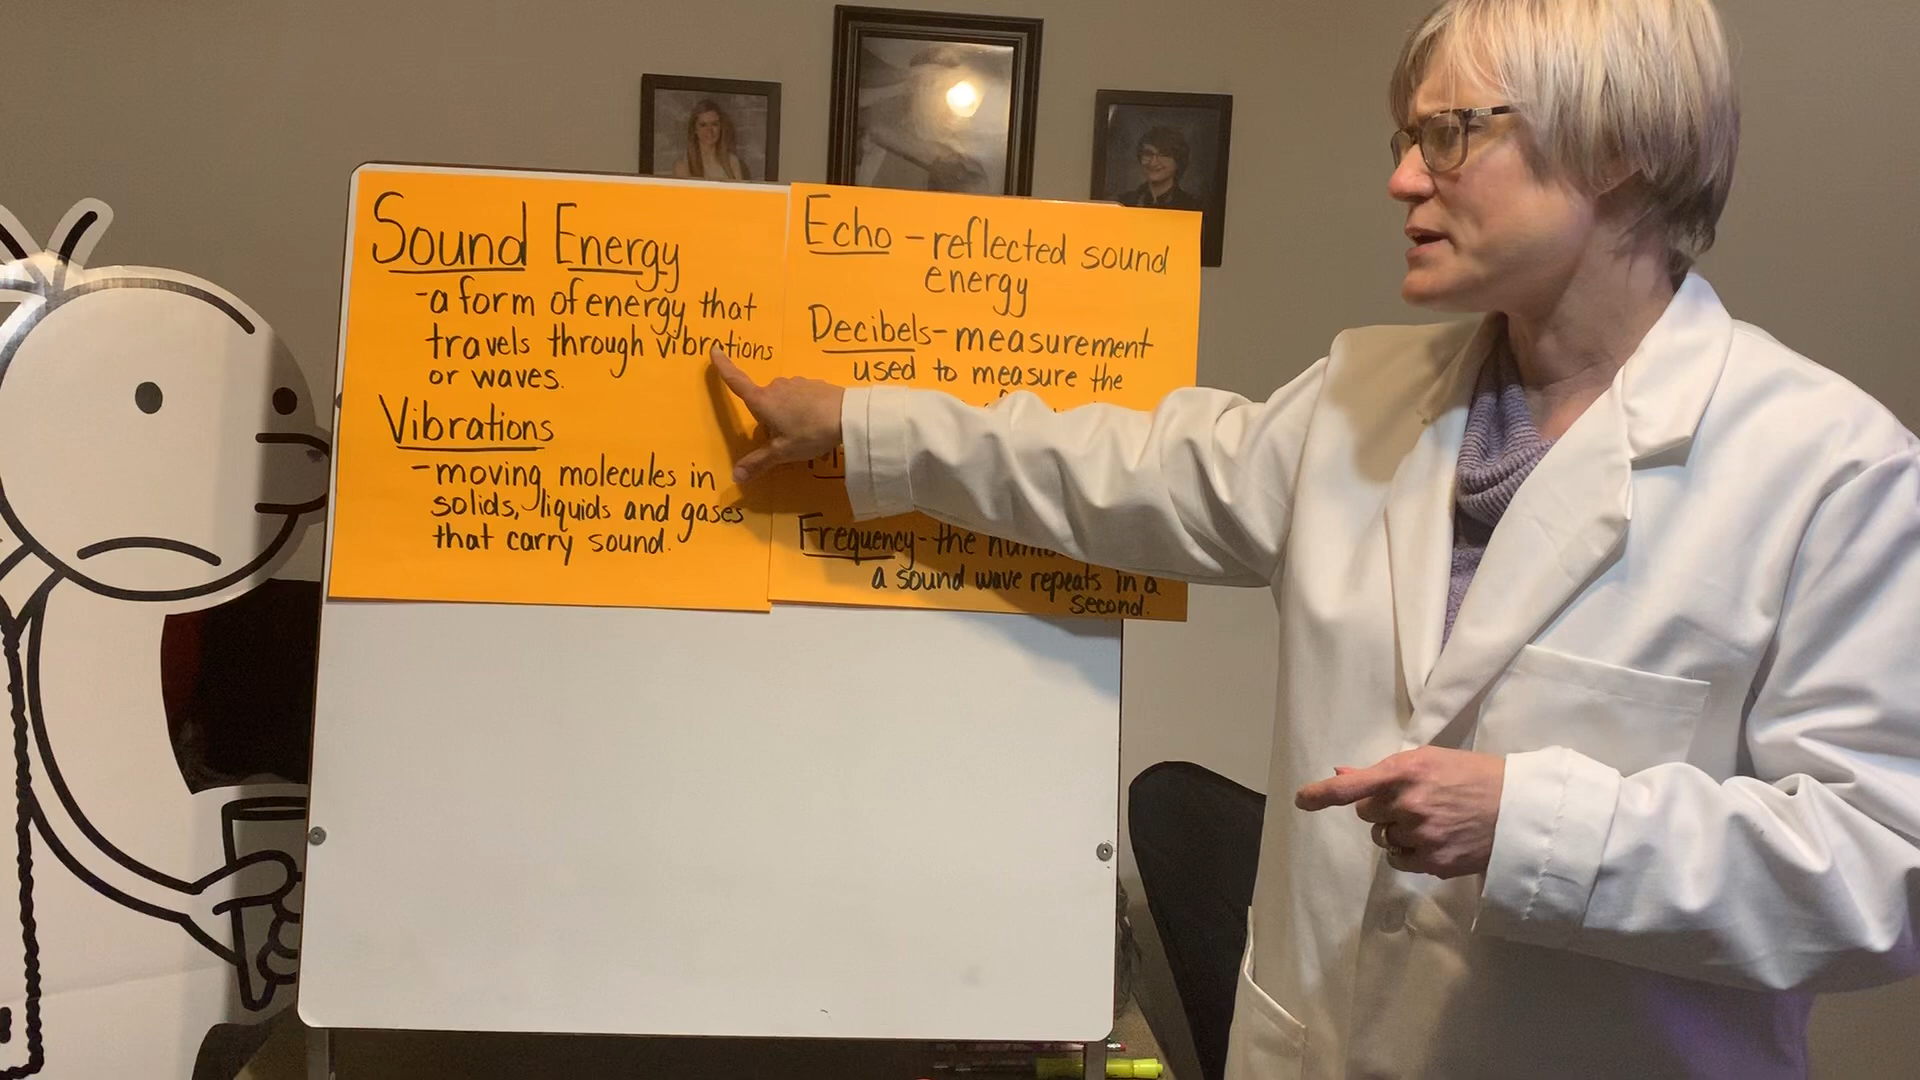 Sound Energy
-a form of energy that
travels through vibrations
or waves.
Vibrations
-moving molecules in
solids, liquids and gases
that carry sound.
Echo -reflected sound
energy
Decibels-measurement
used to measure the
Frequency-the
a sound wave repeats in a
second.